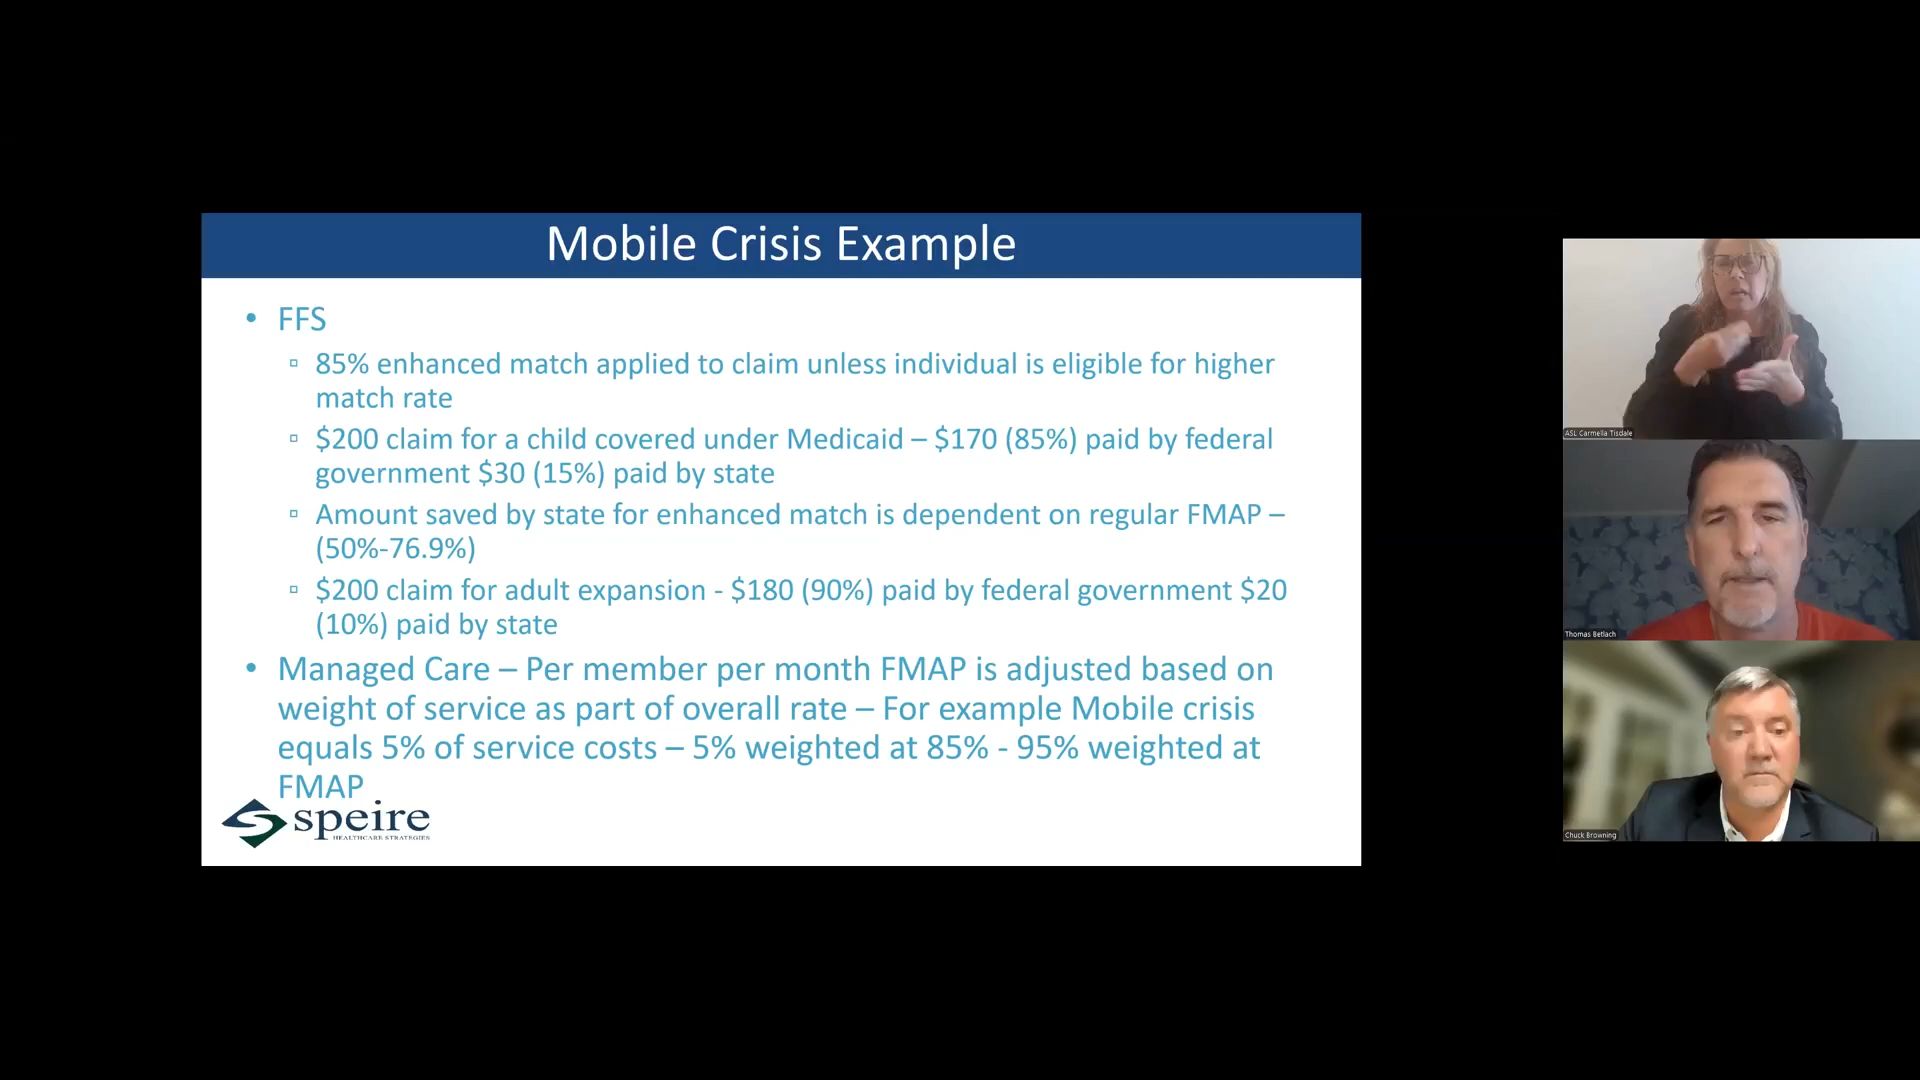 Mobile Crisis Example
• FFS
▫ 85% enhanced match applied to claim unless individual is eligible for higher
match rate
▫ $200 claim for a child covered under Medicaid – $170 (85%) paid by federal
government $30 (15%) paid by state
▫ Amount saved by state for enhanced match is dependent on regular FMAP –
(50%-76.9%)
▫ $200 claim for adult expansion - $180 (90%) paid by federal government $20
(10%) paid by state
• Managed Care – Per member per month FMAP is adjusted based on
weight of service as part of overall rate – For example Mobile crisis
equals 5% of service costs – 5% weighted at 85% - 95% weighted at
FMAP
speire
HEALTHCARE STRATEGIES
ASL Carmella Tisdale
Thomas Betlach
Chuck Browning